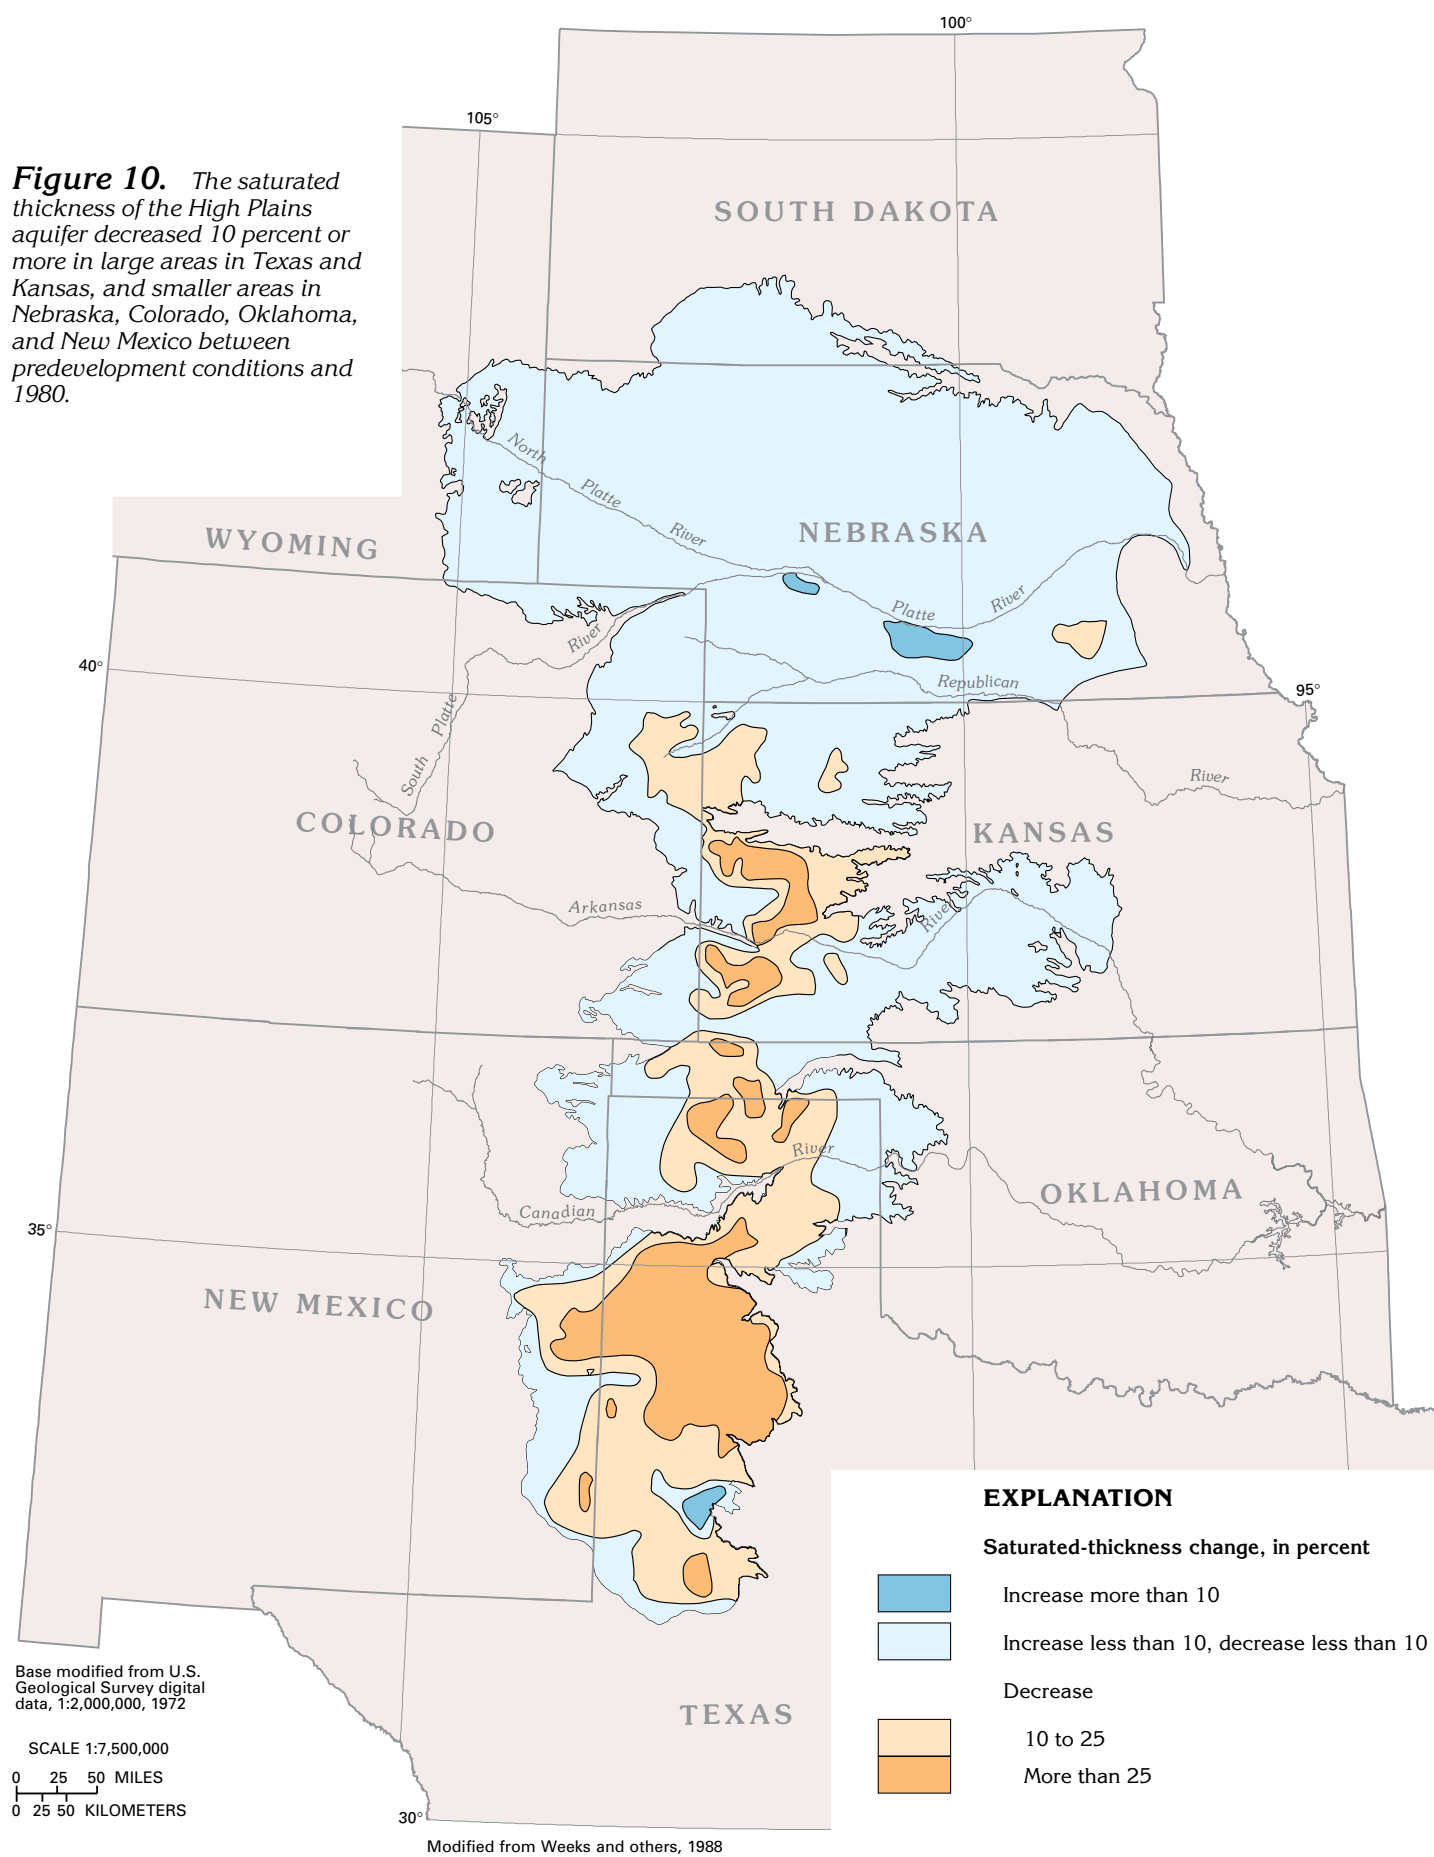 100°
105°
Figure 10. The saturated
thickness of the High Plains
aquifer decreased 10 percent or
more in large areas in Texas and
Kansas, and smaller areas in
Nebraska, Colorado, Oklahoma,
and New Mexico between
predevelopment conditions and
1980.
SOUTH DAKOTA
North
Platte
River
WYOMING
NEBRASKA
Platte
River
River
40°
Republican
95°
Platte
South
River
COLORADO
KANSAS
Arkansas
River
River
Canadian
OKLAHOMA
35°
NEW MEXICO
EXPLANATION
Saturated-thickness change, in percent
Increase more than 10
Increase less than 10, decrease less than 10
Decrease
10 to 25
More than 25
TEXAS
Base modified from U.S.
Geological Survey digital
data, 1:2,000,000, 1972
SCALE 1:7,500,000
0 25 50 MILES
0 25 50 KILOMETERS
30°
Modified from Weeks and others, 1988